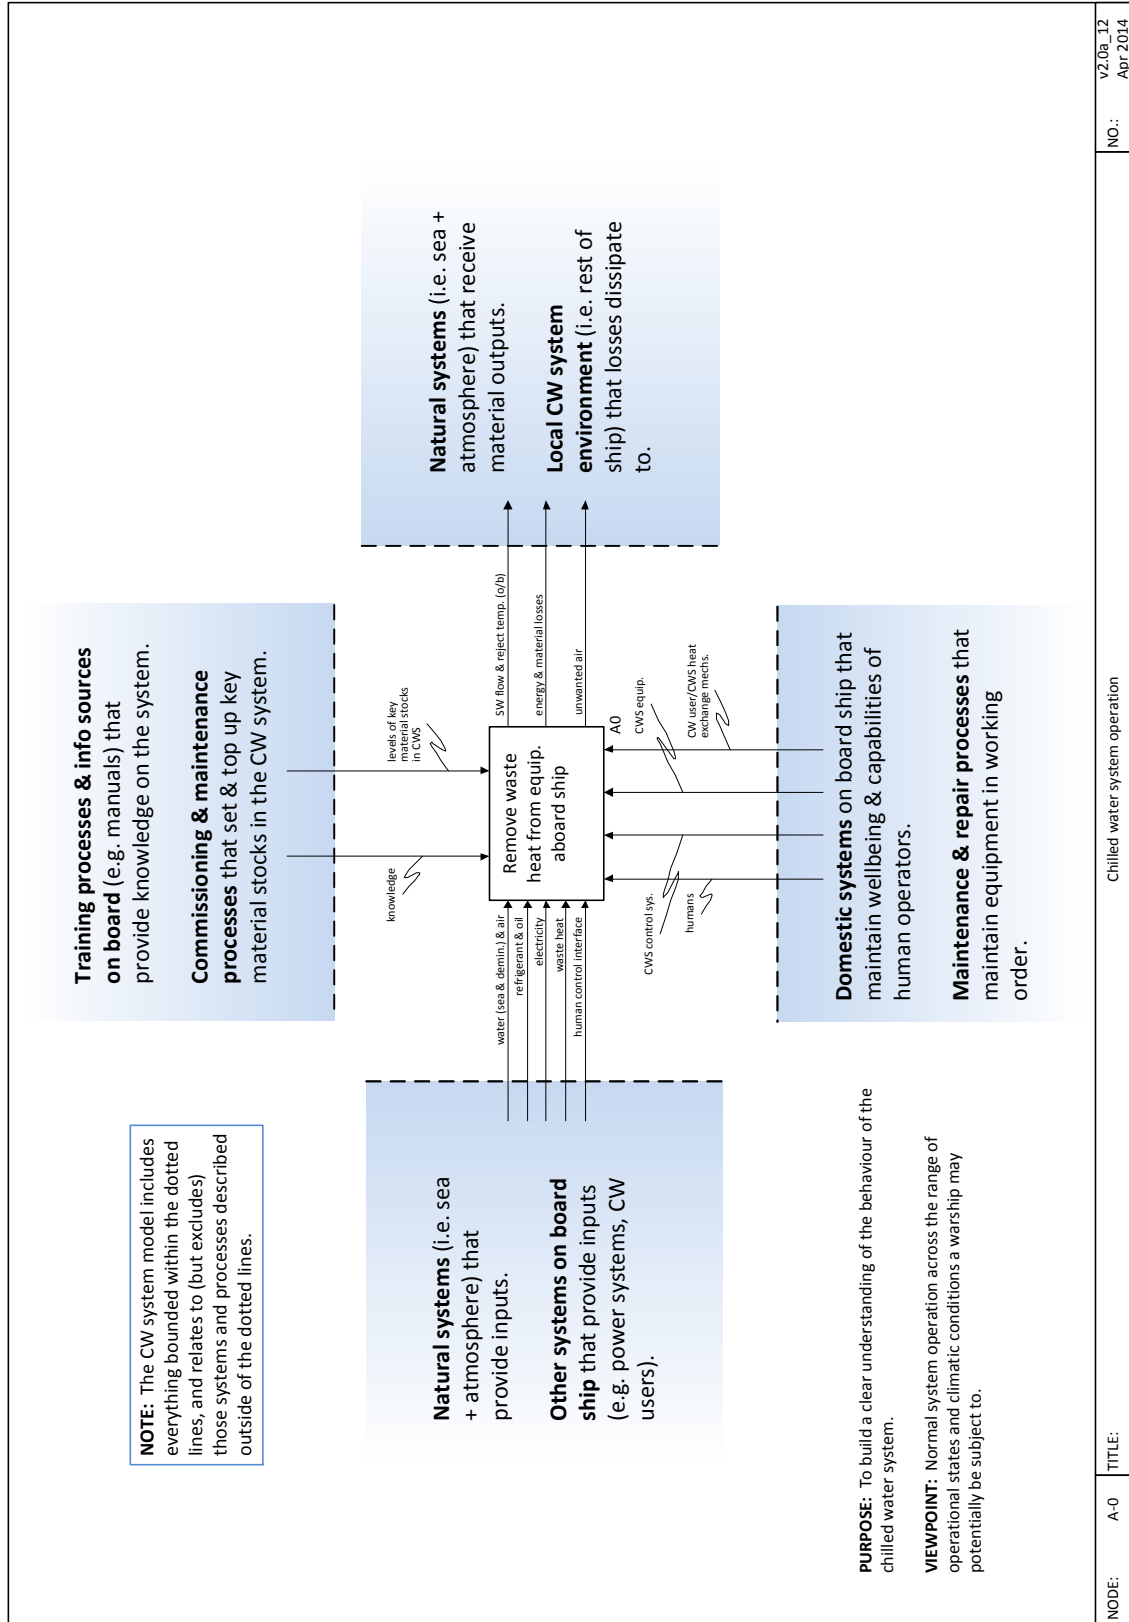 NOTE: The CW system model includes
everything bounded within the dotted
lines, and relates to (but excludes)
those systems and processes described
outside of the dotted lines.
Training processes & info sources
on board (e.g. manuals) that
provide knowledge on the system.
Commissioning & maintenance
processes that set & top up key
material stocks in the CW system.
knowledge
levels of key
material stocks
in CWS
Natural systems (i.e. sea
+ atmosphere) that
provide inputs.
Other systems on board
ship that provide inputs
(e.g. power systems, CW
users).
water (sea & demin.) & air
refrigerant & oil
electricity
waste heat
human control interface
Remove waste
heat from equip.
aboard ship
A0
SW flow & reject temp. (o/b)
energy & material losses
unwanted air
Natural systems (i.e. sea +
atmosphere) that receive
material outputs.
Local CW system
environment (i.e. rest of
ship) that losses dissipate
to.
CWS control sys.
humans
CWS equip.
CW user/CWS heat
exchange mechs.
Domestic systems on board ship that
maintain wellbeing & capabilities of
human operators.
Maintenance & repair processes that
maintain equipment in working
order.
PURPOSE: To build a clear understanding of the behaviour of the
chilled water system.
VIEWPOINT: Normal system operation across the range of
operational states and climatic conditions a warship may
potentially be subject to.
NODE: A-0
TITLE: Chilled water system operation
NO.: v2.0a_12
Apr 2014